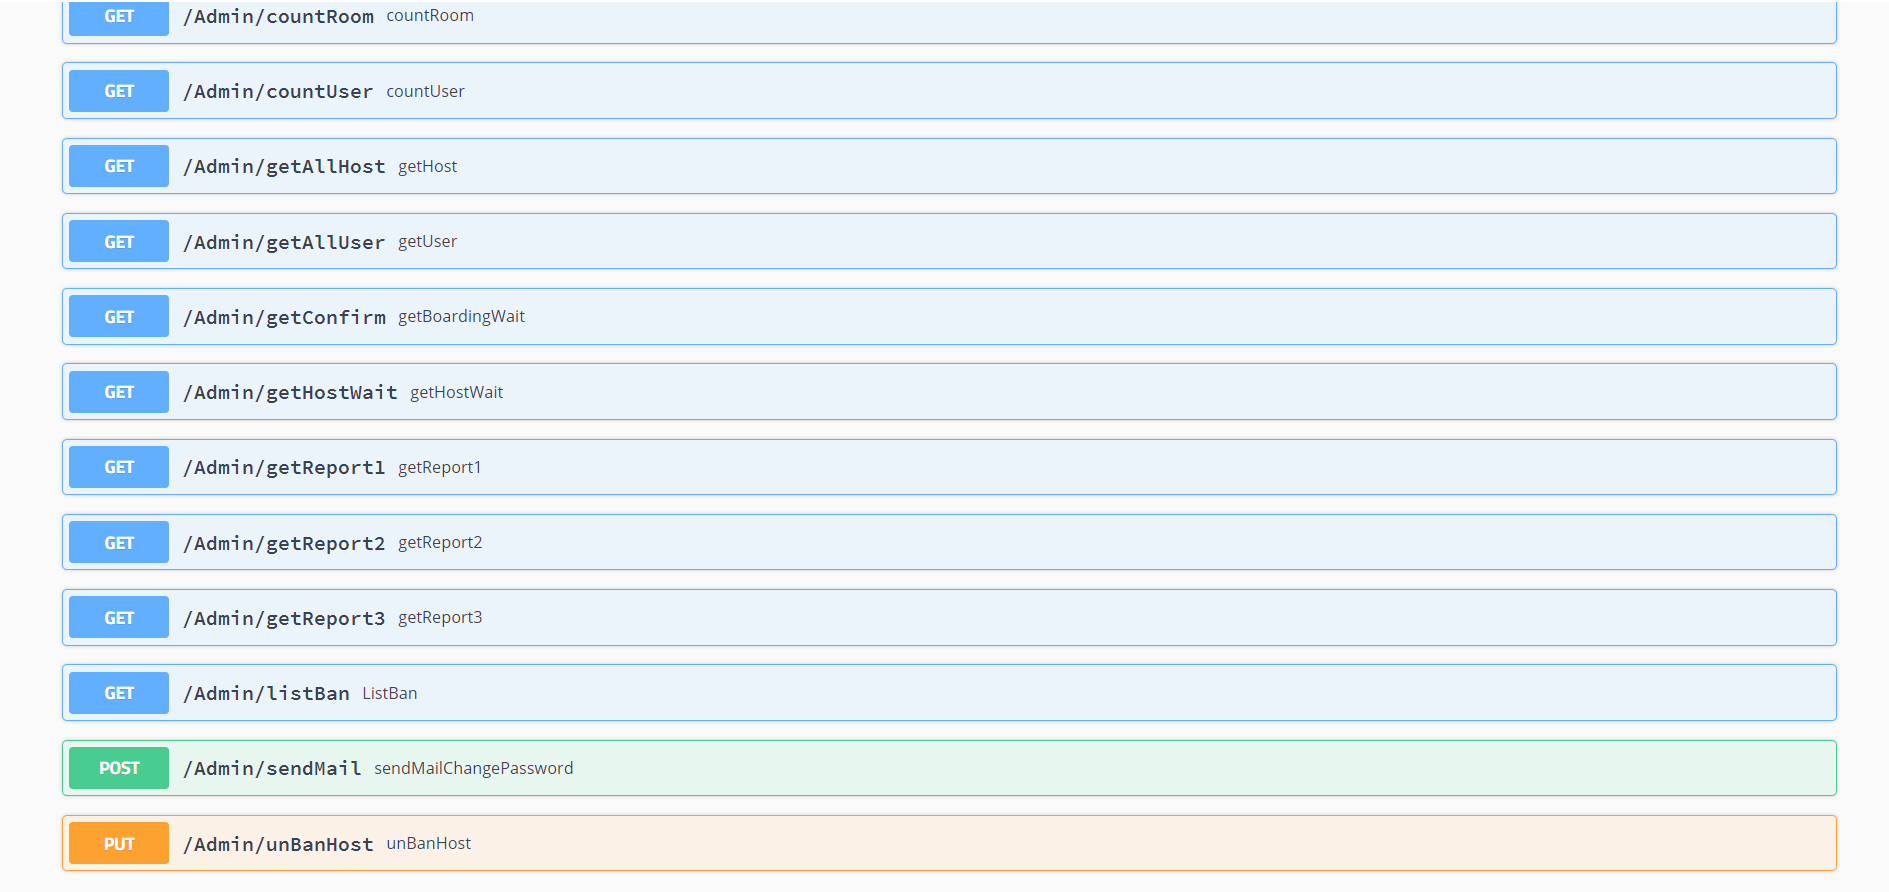 GET /Admin/countRoom countRoom
GET /Admin/countUser countUser
GET /Admin/getAllHost getHost
GET /Admin/getAllUser getUser
GET /Admin/getConfirm getBoardingWait
GET /Admin/getHostWait getHostWait
GET /Admin/getReport1 getReport1
GET /Admin/getReport2 getReport2
GET /Admin/getReport3 getReport3
GET /Admin/listBan ListBan
POST /Admin/sendMail sendMailChangePassword
PUT /Admin/unBanHost unBanHost